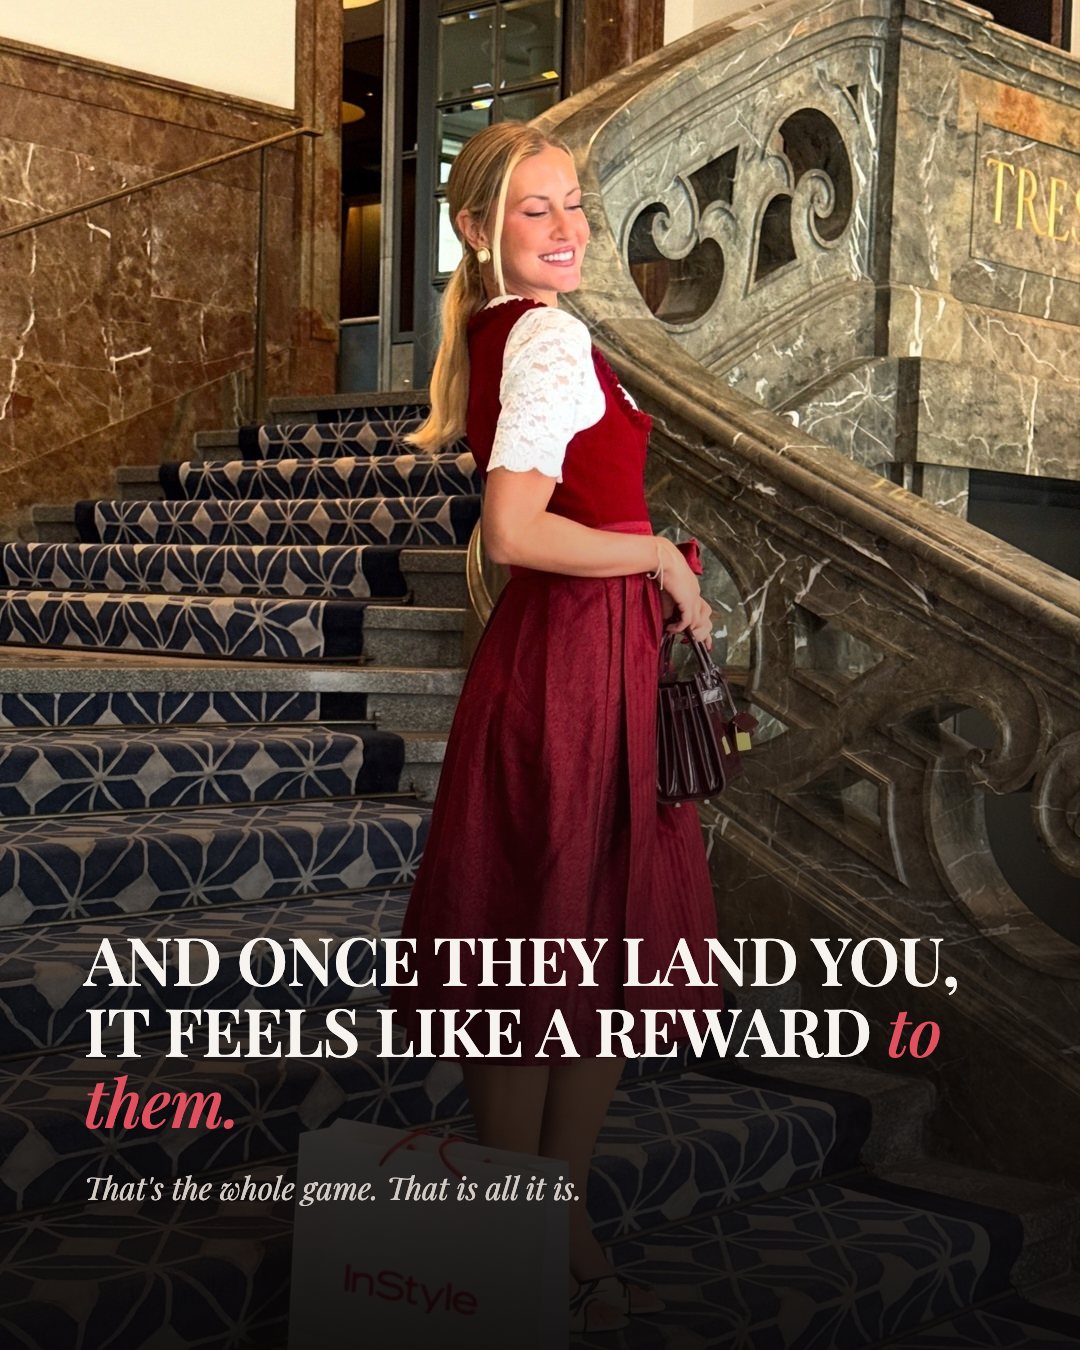 TRES
AND ONCE THEY LAND YOU,
IT FEELS LIKE A REWARD to
them.
That's the whole game. That is all it is.
InStyle